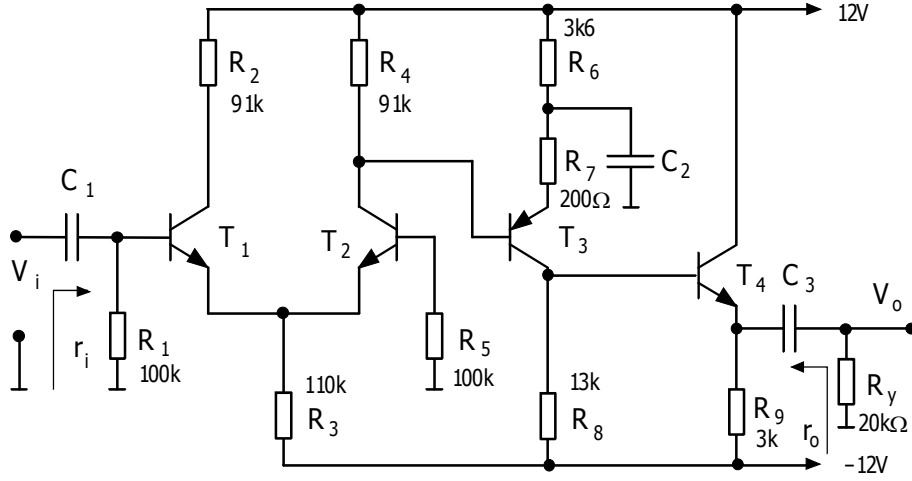 12V
3k6
R2
91k
R4
91k
R6
R7
200Ω
C2
C1
T1
T2
T3
T4
C3
Vo
Vi
ri
R1
100k
R5
100k
110k
R3
13k
R8
R9
3k
ro
Ry
20kΩ
−12V